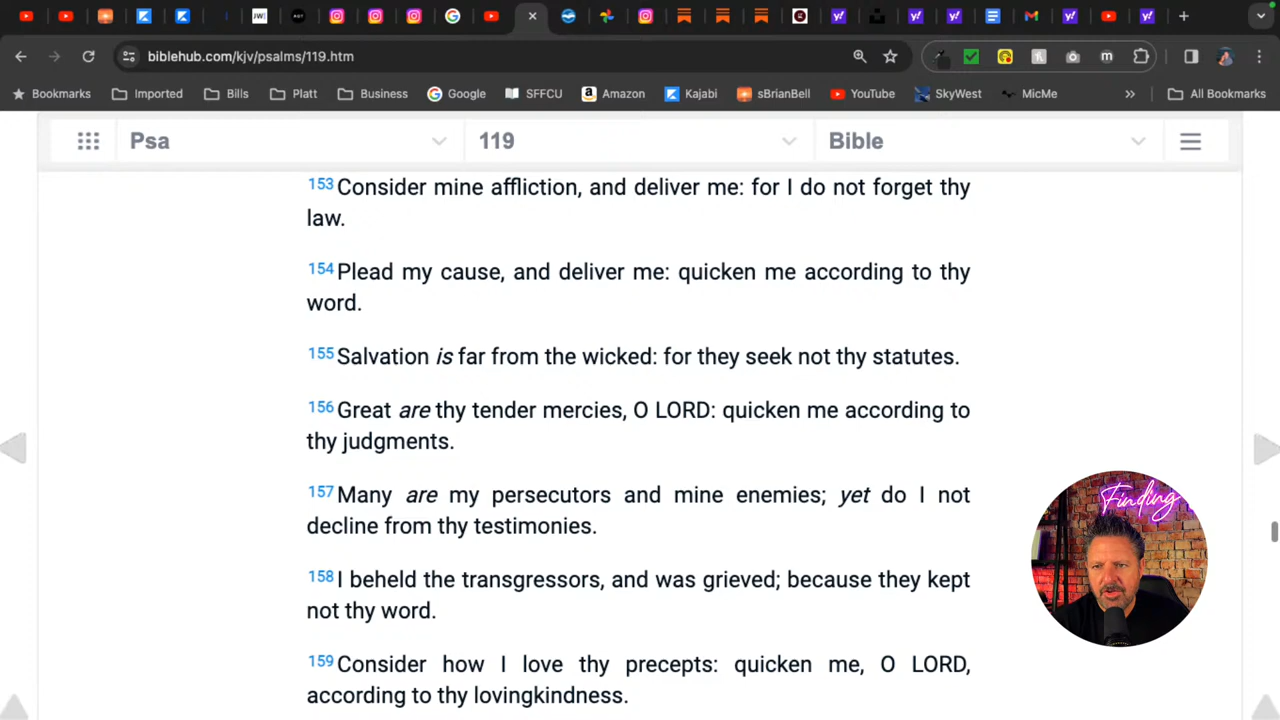 JW
biblehub.com/kjv/psalms/119.htm
m
Bookmarks Imported Bills Platt Business Google SFFCU Amazon Kajabi sBrianBell YouTube SkyWest MicMe » All Bookmarks
Psa 119 Bible
153 Consider mine affliction, and deliver me: for I do not forget thy
law.
154 Plead my cause, and deliver me: quicken me according to thy
word.
155 Salvation is far from the wicked: for they seek not thy statutes.
156 Great are thy tender mercies, O LORD: quicken me according to
thy judgments.
157 Many are my persecutors and mine enemies; yet do I not
decline from thy testimonies.
158 I beheld the transgressors, and was grieved; because they kept
not thy word.
159 Consider how I love thy precepts: quicken me, O LORD,
according to thy lovingkindness.
Finding